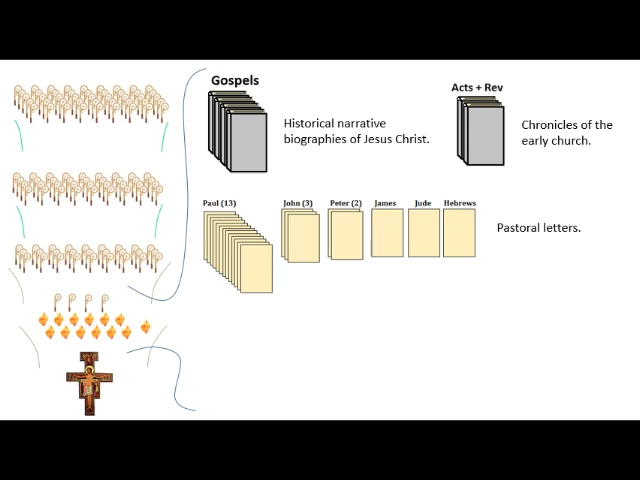 Gospels
Historical narrative
biographies of Jesus Christ.
Acts + Rev
Chronicles of the
early church.
Paul (13)
John (3)
Peter (2)
James
Jude
Hebrews
Pastoral letters.